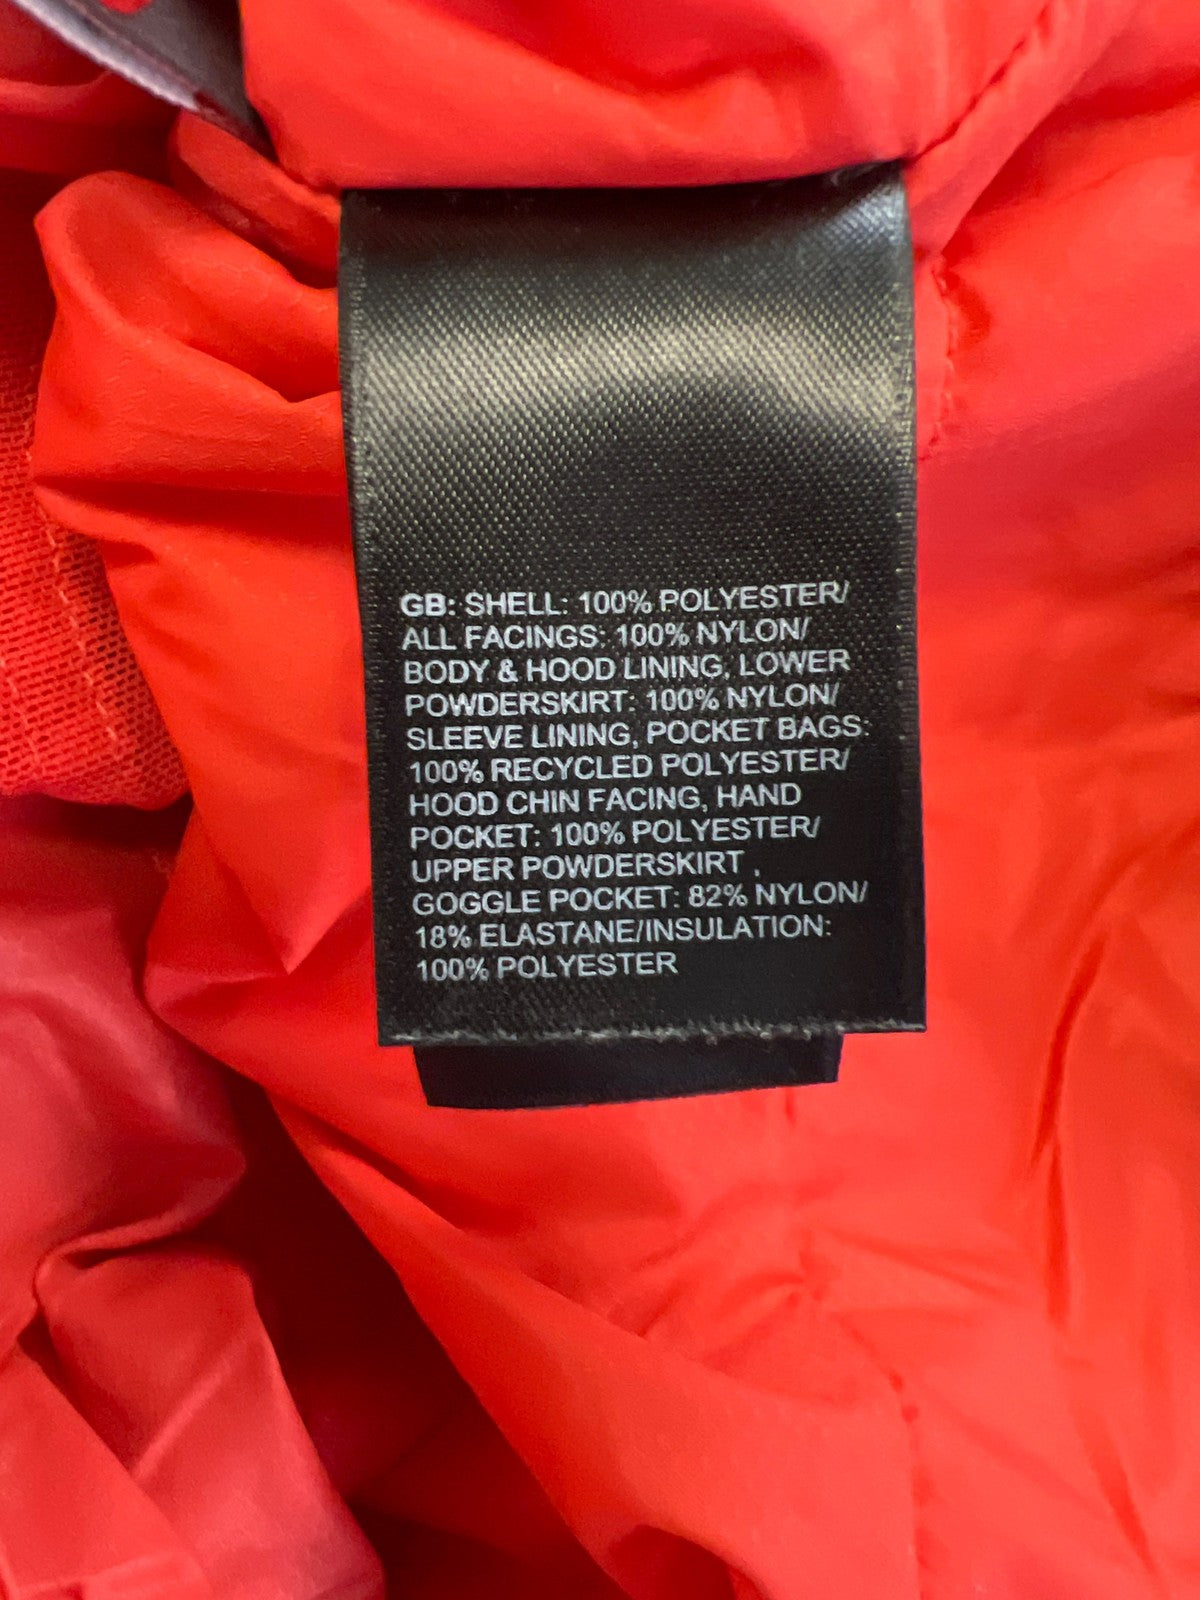 GB: SHELL: 100% POLYESTER/
ALL FACINGS: 100% NYLON/
BODY & HOOD LINING, LOWER
POWDERSKIRT: 100% NYLON/
SLEEVE LINING, POCKET BAGS:
100% RECYCLED POLYESTER/
HOOD CHIN FACING, HAND
POCKET: 100% POLYESTER/
UPPER POWDERSKIRT ,
GOGGLE POCKET: 82% NYLON/
18% ELASTANE/INSULATION:
100% POLYESTER